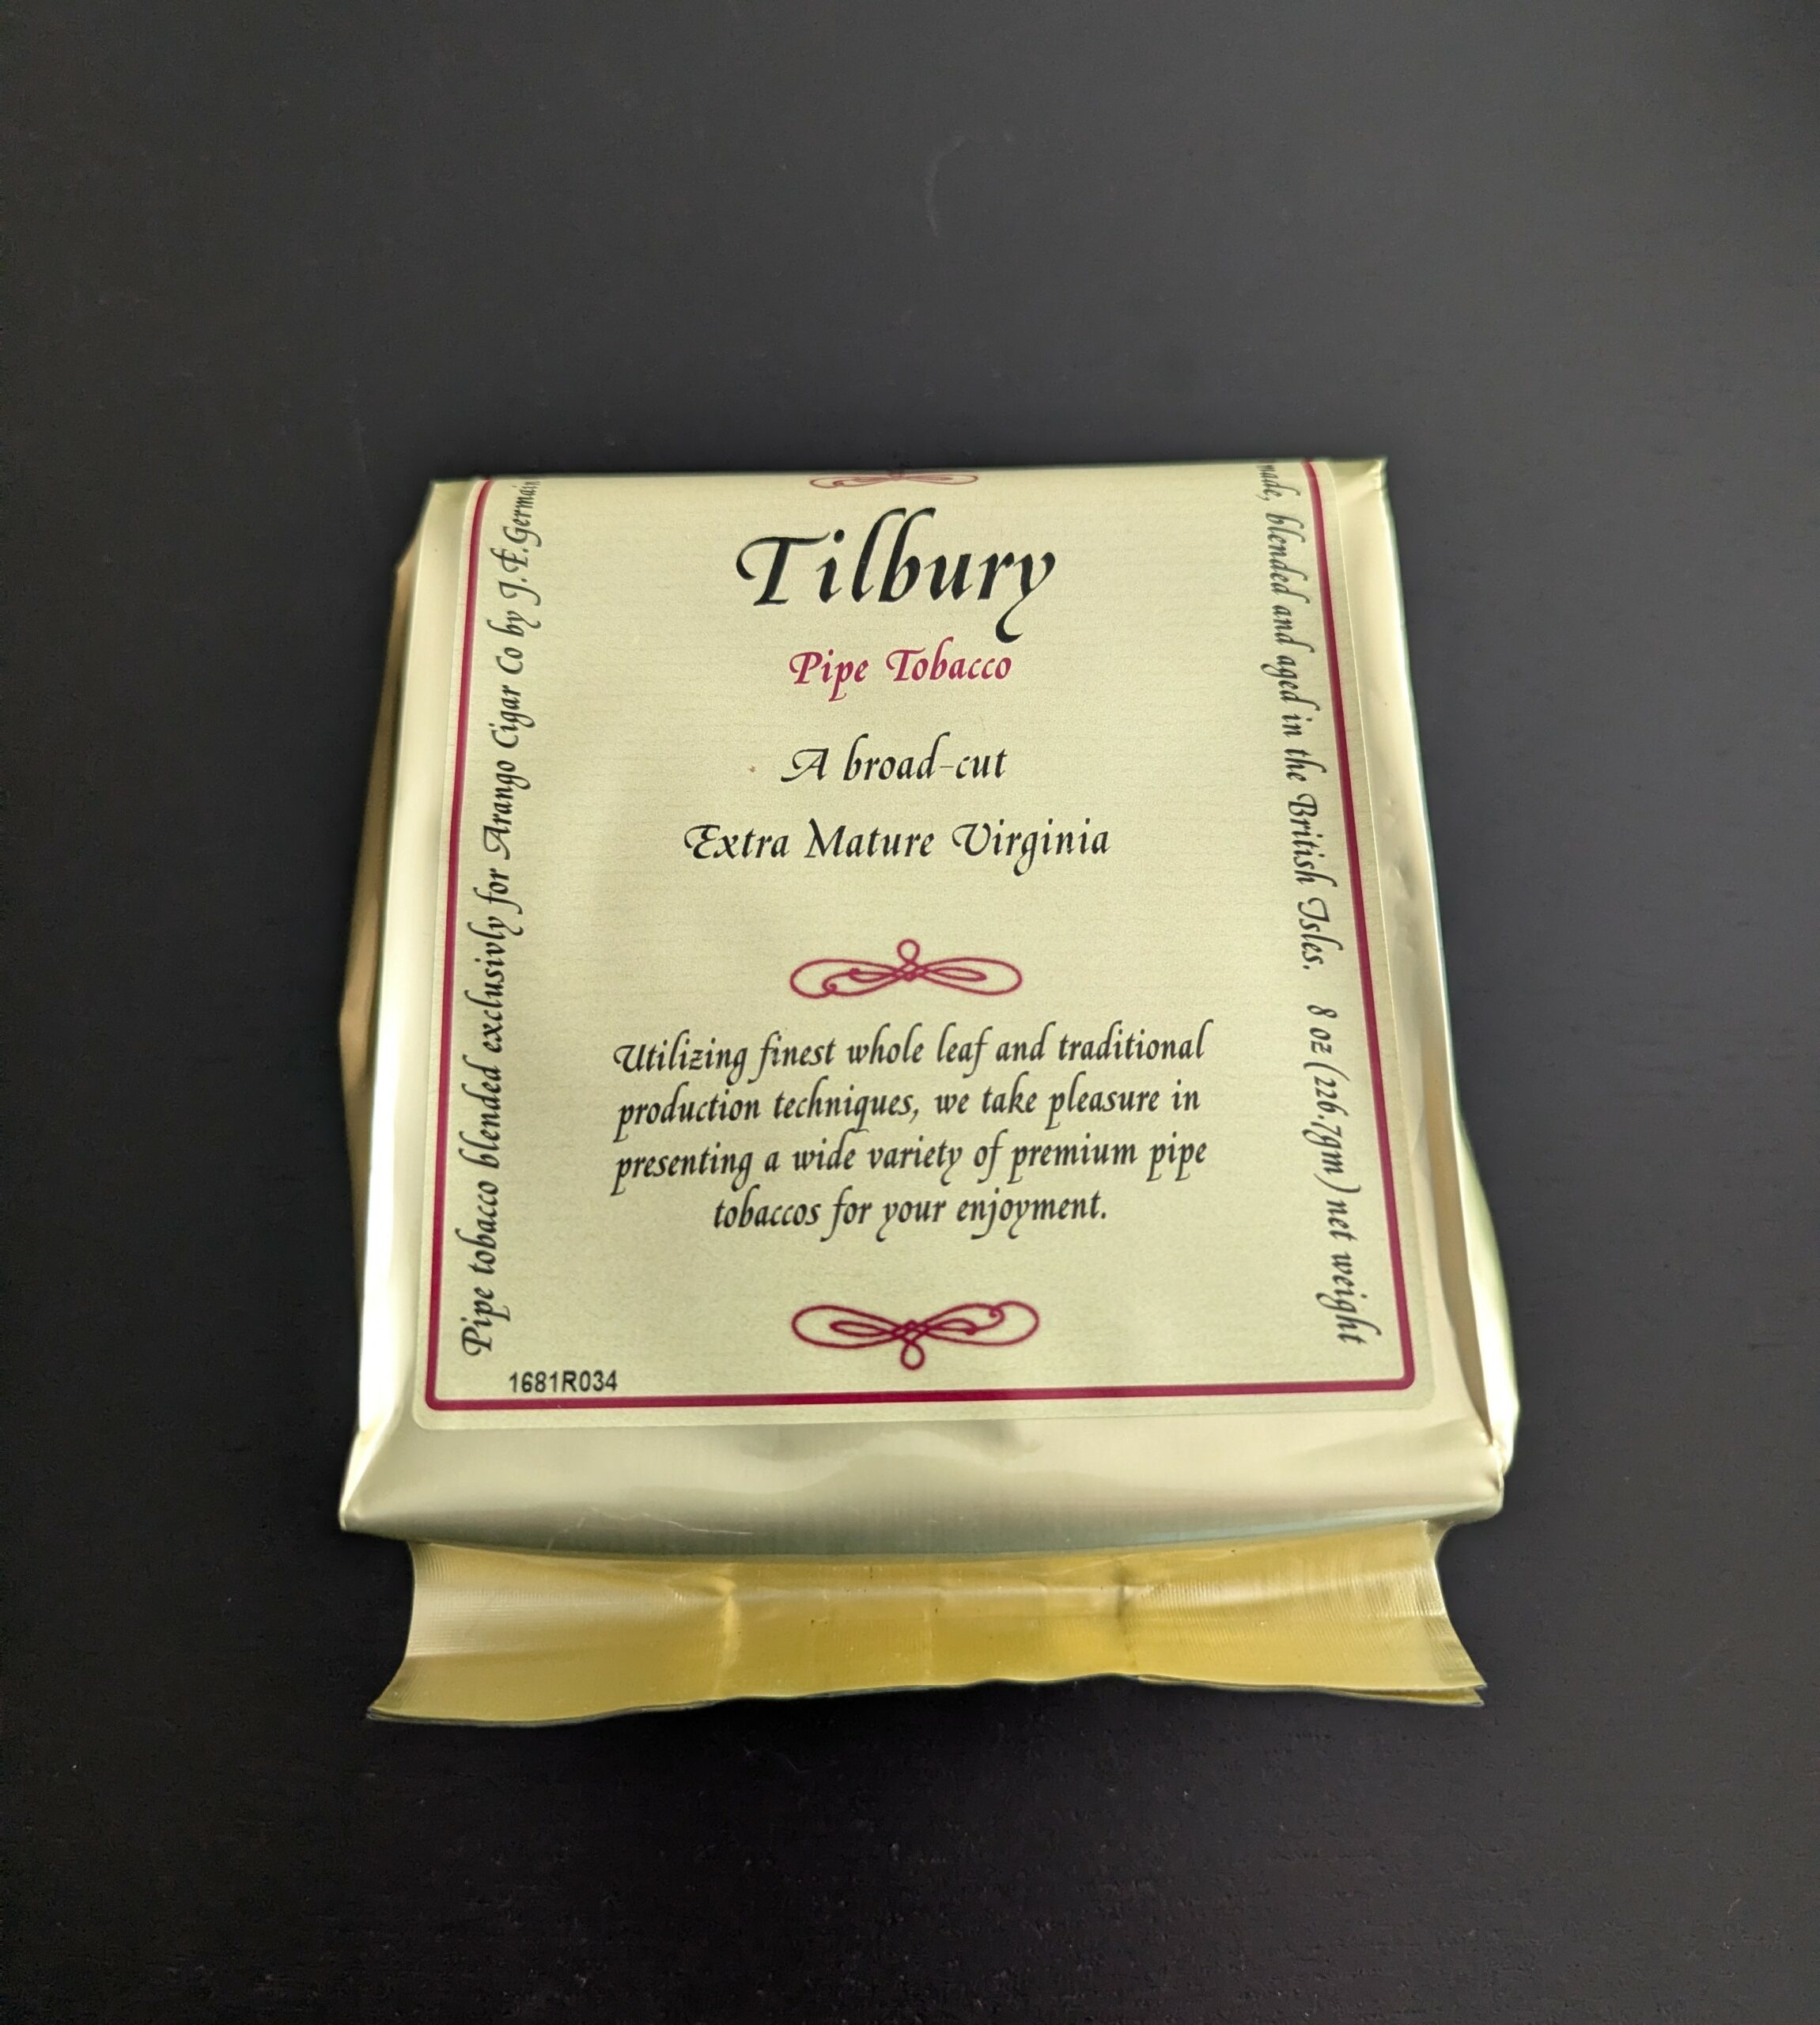 Tilbury
Pipe Tobacco
A broad-cut
Extra Mature Virginia
Utilizing finest whole leaf and traditional
production techniques, we take pleasure in
presenting a wide variety of premium pipe
tobaccos for your enjoyment.
1681R034
Pipe tobacco blended exclusivly for Arango Cigar Co by J.E.Germain
blended and aged in the British Isles. 8 oz (226.7gm) net weight